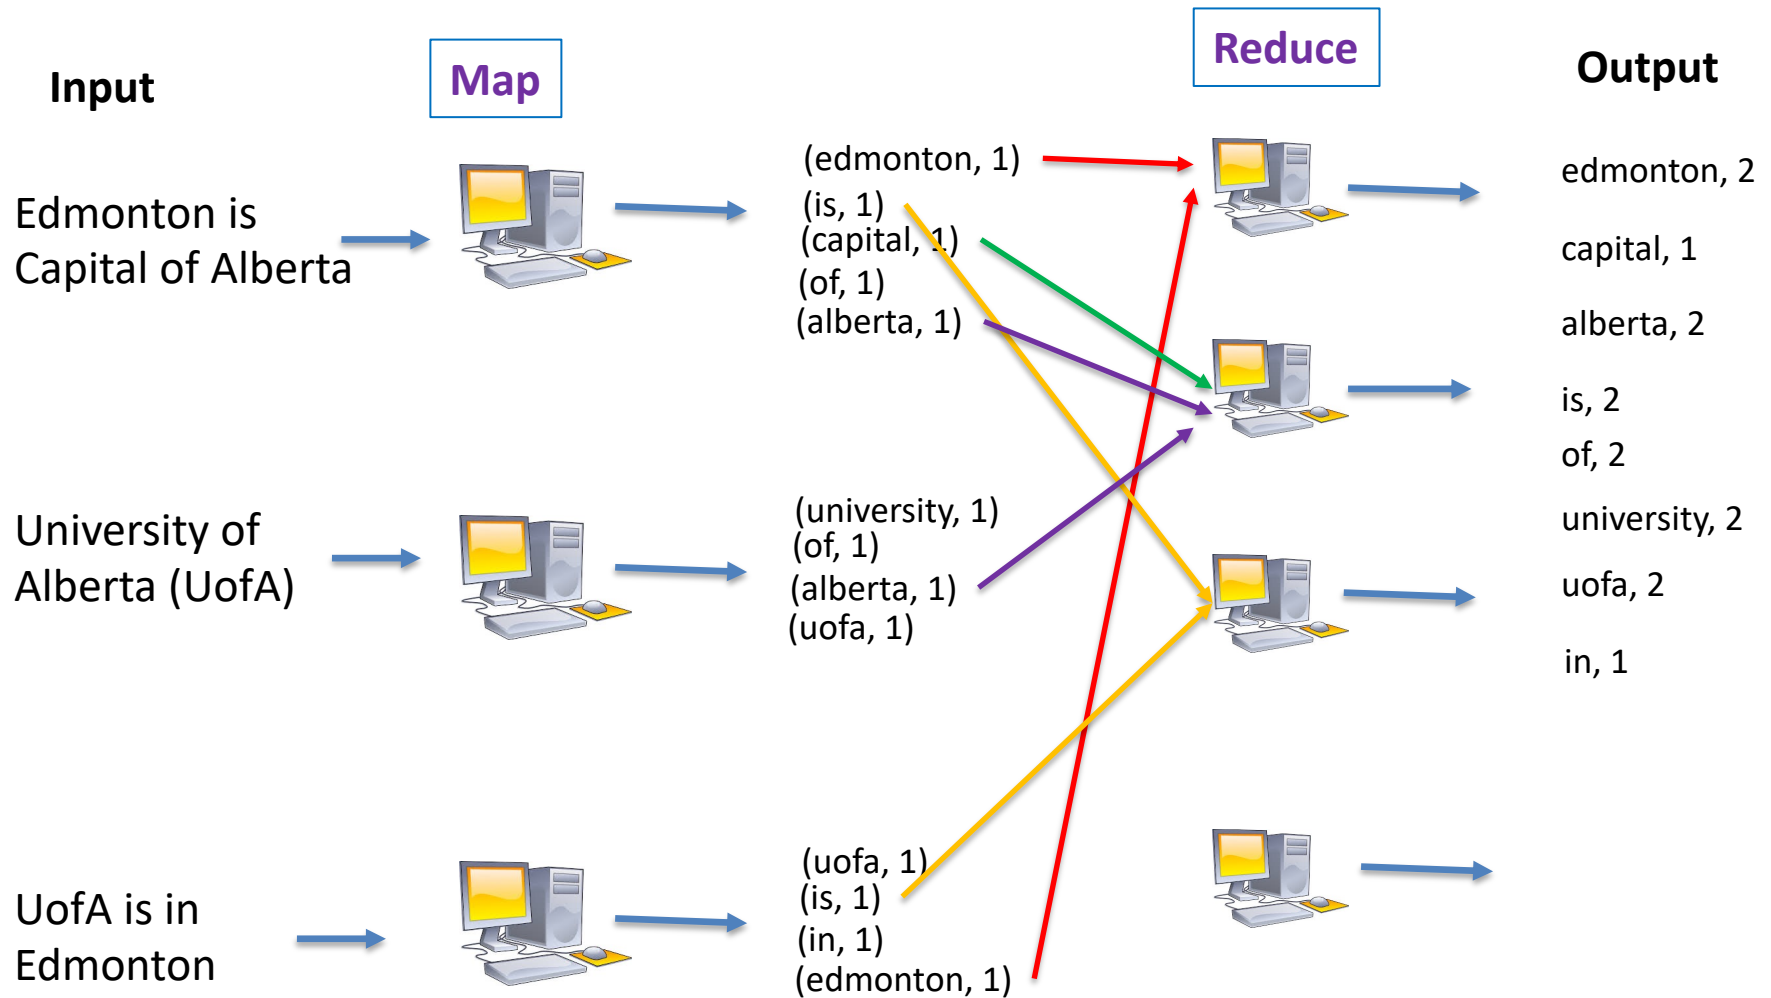 Input
Map
Reduce
Output
Edmonton is
Capital of Alberta
(edmonton, 1)
(is, 1)
(capital, 1)
(of, 1)
(alberta, 1)
University of
Alberta (UofA)
(university, 1)
(of, 1)
(alberta, 1)
(uofa, 1)
UofA is in
Edmonton
(uofa, 1)
(is, 1)
(in, 1)
(edmonton, 1)
edmonton, 2
capital, 1
alberta, 2
is, 2
of, 2
university, 2
uofa, 2
in, 1